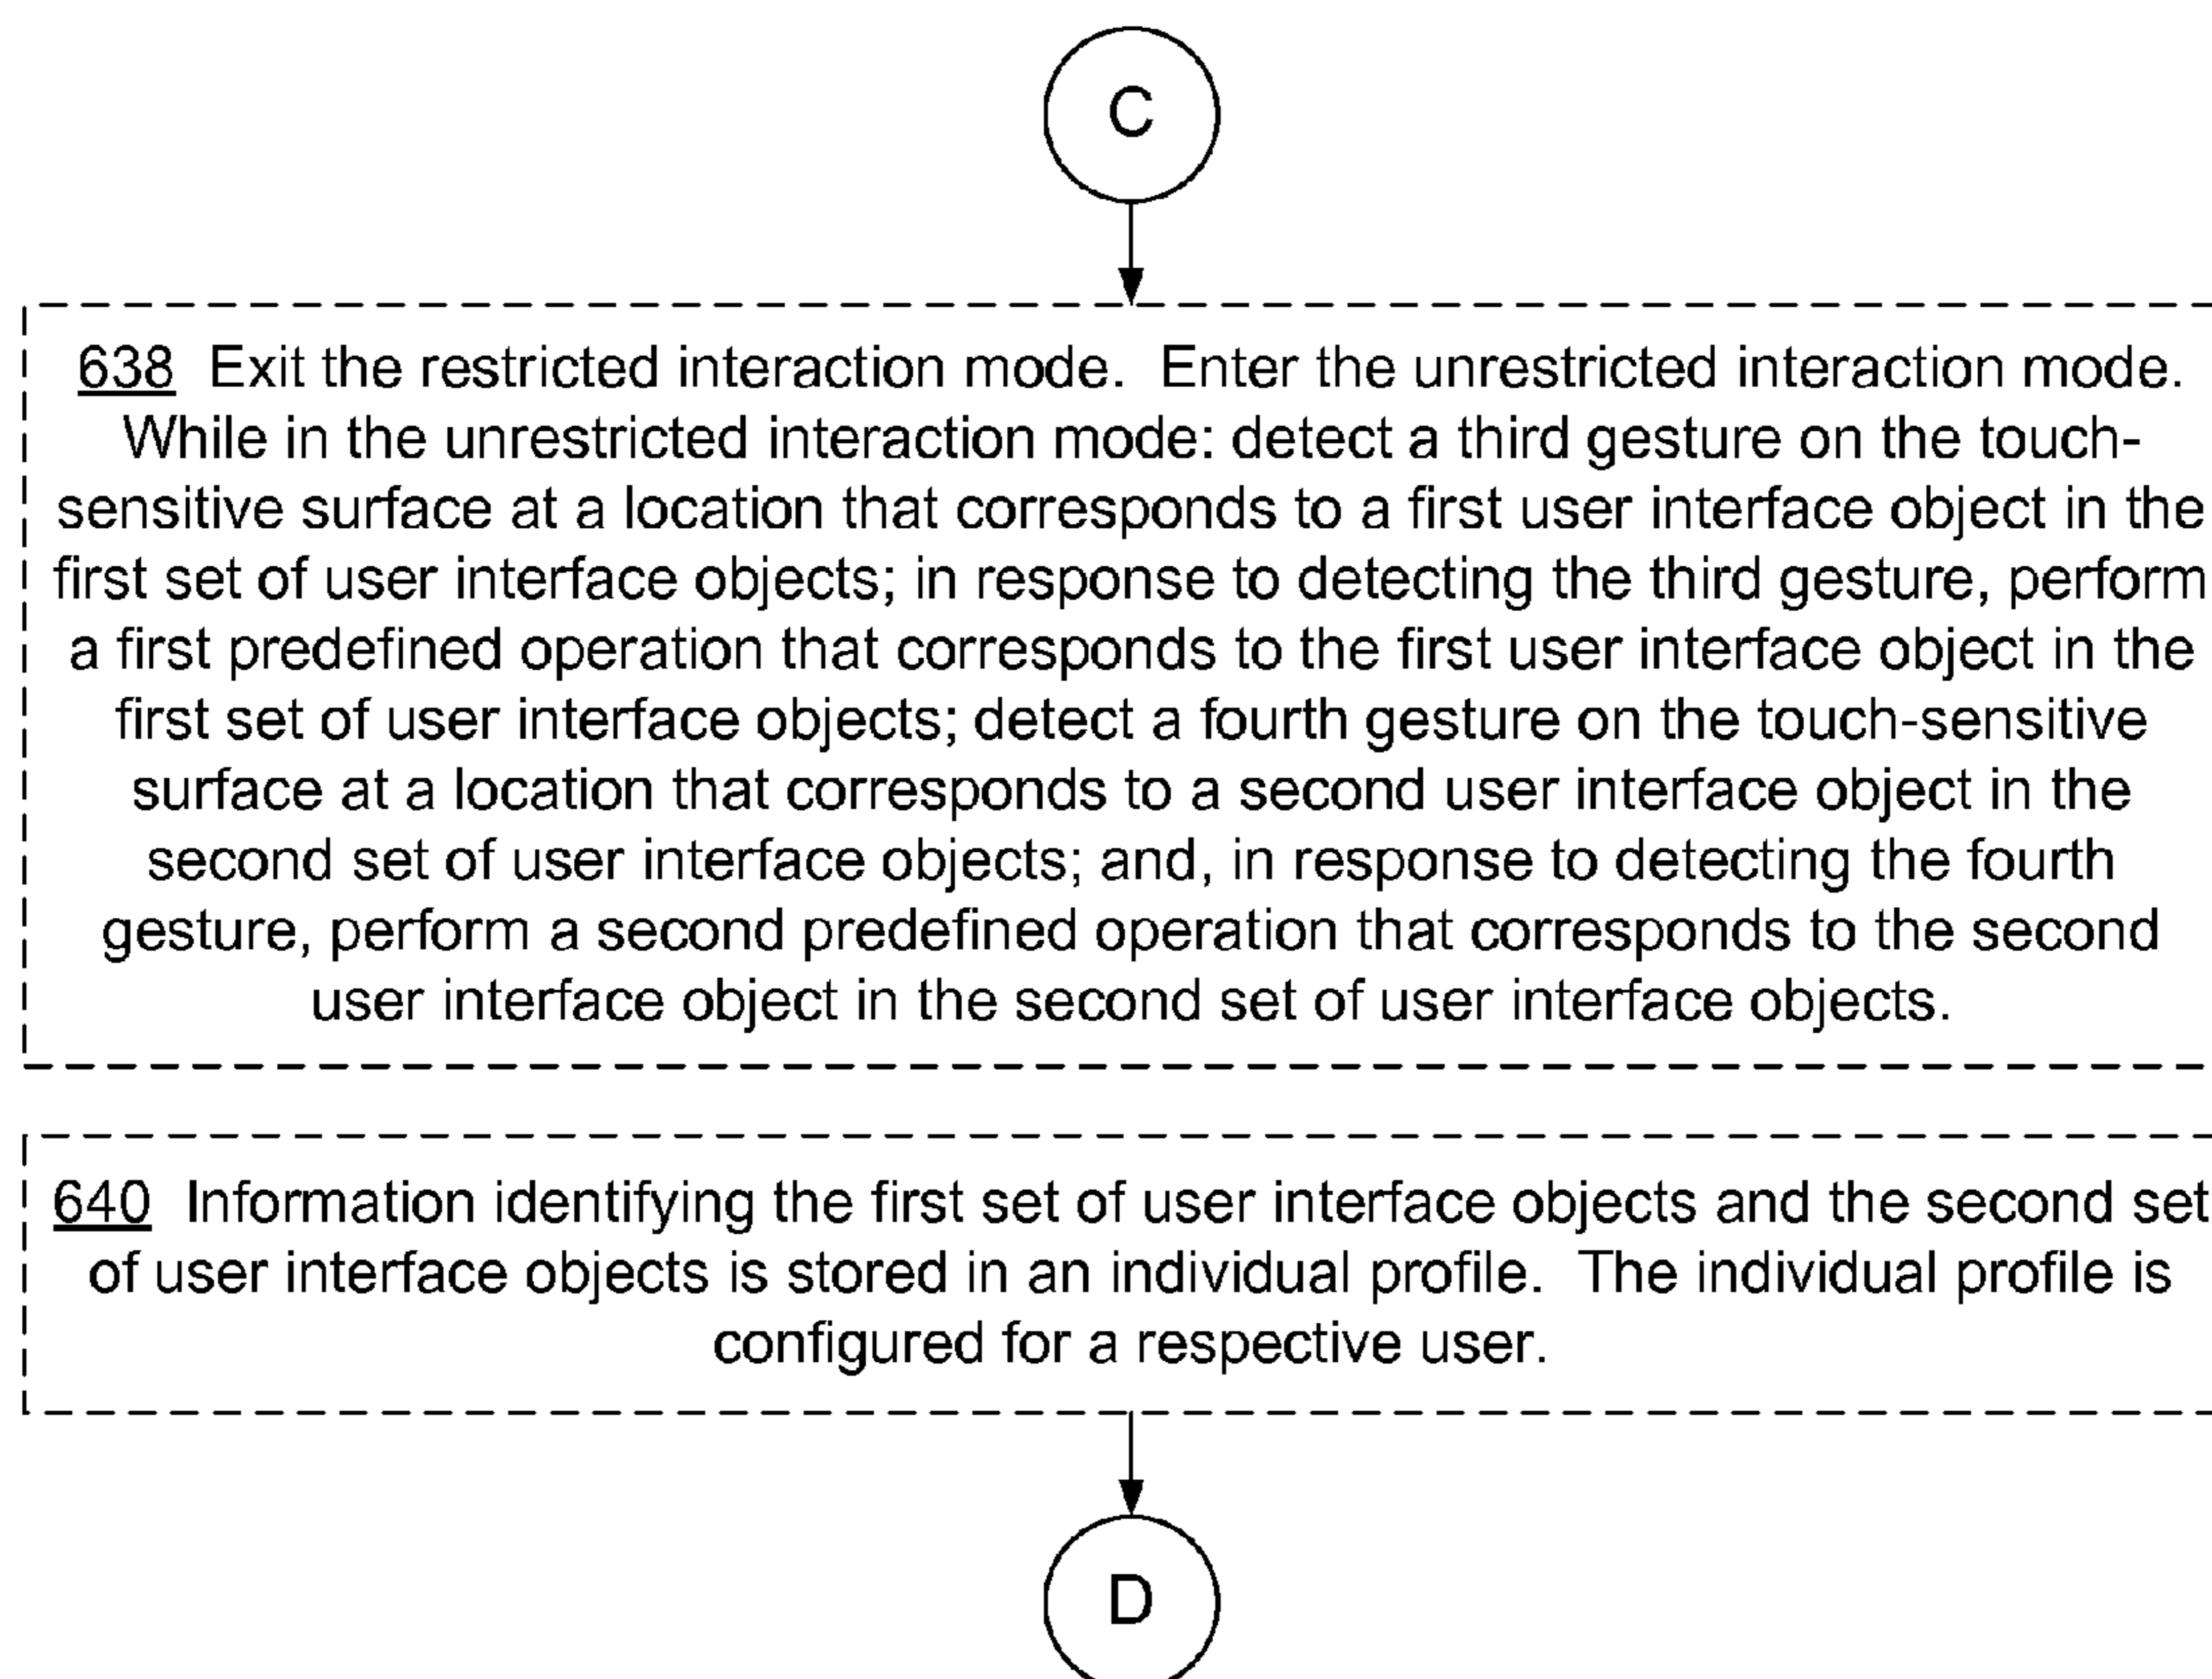 C
638 Exit the restricted interaction mode. Enter the unrestricted interaction mode.
While in the unrestricted interaction mode: detect a third gesture on the touch-
sensitive surface at a location that corresponds to a first user interface object in the
first set of user interface objects; in response to detecting the third gesture, perform
a first predefined operation that corresponds to the first user interface object in the
first set of user interface objects; detect a fourth gesture on the touch-sensitive
surface at a location that corresponds to a second user interface object in the
second set of user interface objects; and, in response to detecting the fourth
gesture, perform a second predefined operation that corresponds to the second
user interface object in the second set of user interface objects.
640 Information identifying the first set of user interface objects and the second set
of user interface objects is stored in an individual profile. The individual profile is
configured for a respective user.
D